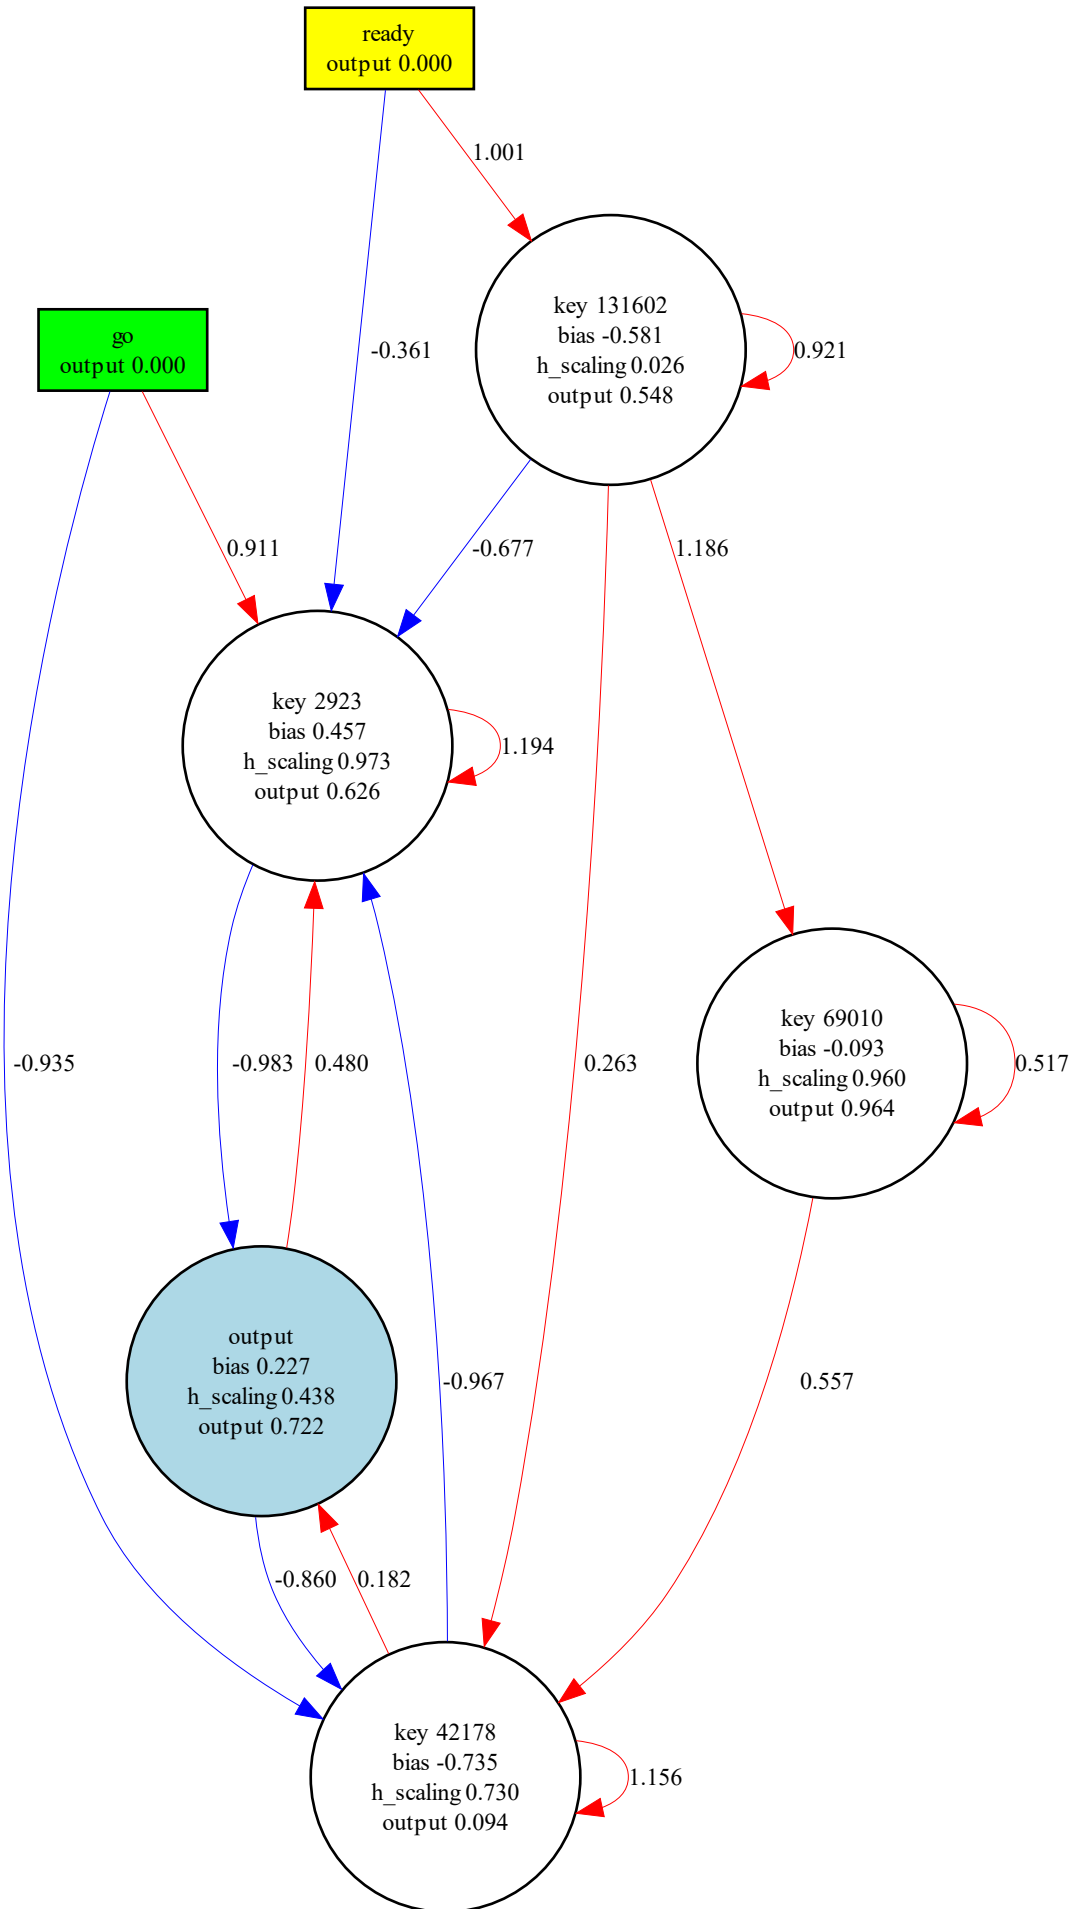 ready
output 0.000
1.001
key 131602
bias -0.581
h_scaling 0.026
output 0.548
0.921
go
output 0.000
-0.361
0.911
-0.677
1.186
key 2923
bias 0.457
h_scaling 0.973
output 0.626
1.194
key 69010
bias -0.093
h_scaling 0.960
output 0.964
0.517
-0.935
-0.983
0.480
0.263
output
bias 0.227
h_scaling 0.438
output 0.722
-0.967
0.557
-0.860
0.182
key 42178
bias -0.735
h_scaling 0.730
output 0.094
1.156